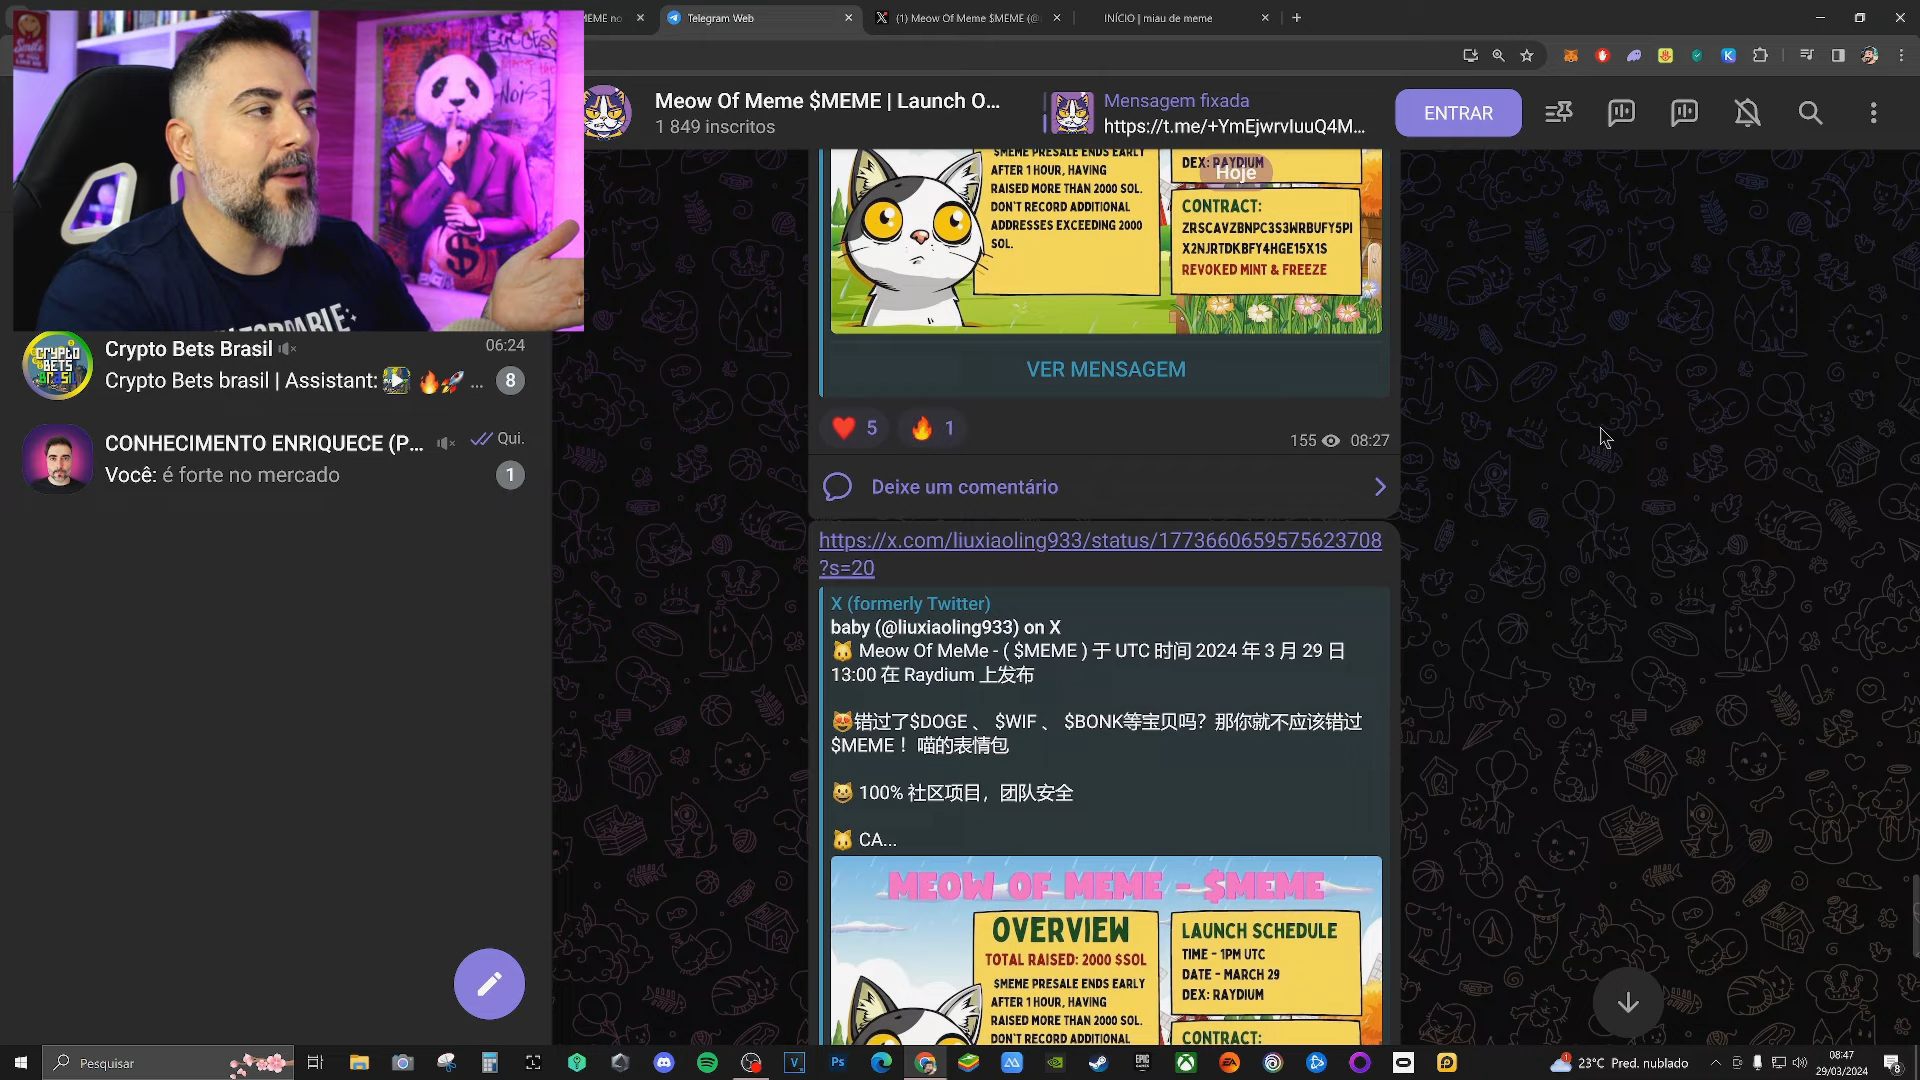 MEME no
Telegram Web
(1) Meow Of Meme $MEME (@
INÍCIO | miau de meme
Smile
SUCCESS
NOISE
Meow Of Meme $MEME | Launch O...
1 849 inscritos
Mensagem fixada
https://t.me/+YmEjwrvIuuQ4M...
ENTRAR
$MEME PRESALE ENDS EARLY
AFTER 1 HOUR, HAVING
RAISED MORE THAN 2000 SOL.
DON'T RECORD ADDITIONAL
ADDRESSES EXCEEDING 2000
SOL.
DEX: RAYDIUM
Hoje
CONTRACT:
ZRSCAVZBNPC3S3WRBUFY5PI
X2NJRTDKBFY4HGE15X1S
REVOKED MINT & FREEZE
VER MENSAGEM
5
1
155
08:27
Deixe um comentário
Crypto Bets Brasil
06:24
CRYPTO BETS BRASIL
Crypto Bets brasil | Assistant: 🔥🚀 ...
8
CONHECIMENTO ENRIQUECE (P...
Qui.
Você: é forte no mercado
1
https://x.com/liuxiaoling933/status/1773660659575623708
?s=20
X (formerly Twitter)
baby (@liuxiaoling933) on X
🐱 Meow Of MeMe - ( $MEME ) 于 UTC 时间 2024 年 3 月 29 日
13:00 在 Raydium 上发布
😻错过了$DOGE 、 $WIF 、 $BONK等宝贝吗？那你就不应该错过
$MEME！ 喵的表情包
😺 100% 社区项目，团队安全
🐱 CA...
MEOW OF MEME - $MEME
OVERVIEW
TOTAL RAISED: 2000 $SOL
$MEME PRESALE ENDS EARLY
AFTER 1 HOUR, HAVING
RAISED MORE THAN 2000 SOL.
DON'T RECORD ADDITIONAL
LAUNCH SCHEDULE
TIME - 1PM UTC
DATE - MARCH 29
DEX: RAYDIUM
CONTRACT:
Pesquisar
23°C Pred. nublado
08:47
29/03/2024
8